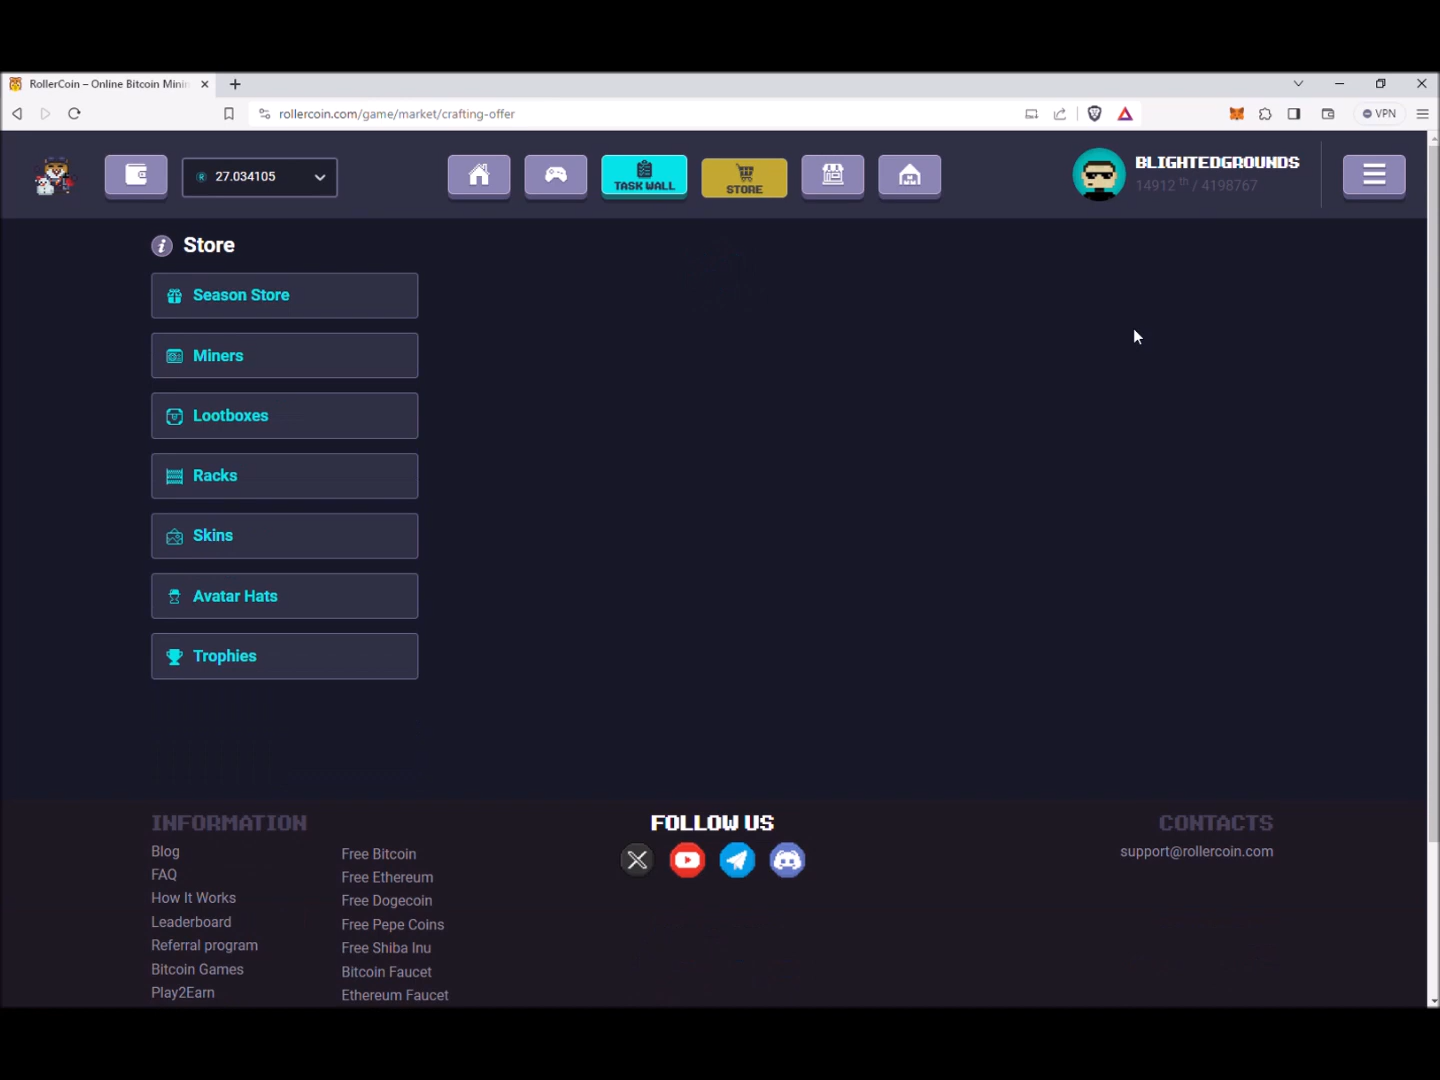 RollerCoin – Online Bitcoin Minin
rollercoin.com/game/market/crafting-offer
VPN
27.034105
TASK WALL
STORE
BLIGHTEDGROUNDS
14912 th / 4198767
Store
Season Store
Miners
Lootboxes
Racks
Skins
Avatar Hats
Trophies
INFORMATION
Blog
FAQ
How It Works
Leaderboard
Referral program
Bitcoin Games
Play2Earn
Free Bitcoin
Free Ethereum
Free Dogecoin
Free Pepe Coins
Free Shiba Inu
Bitcoin Faucet
Ethereum Faucet
FOLLOW US
CONTACTS
support@rollercoin.com